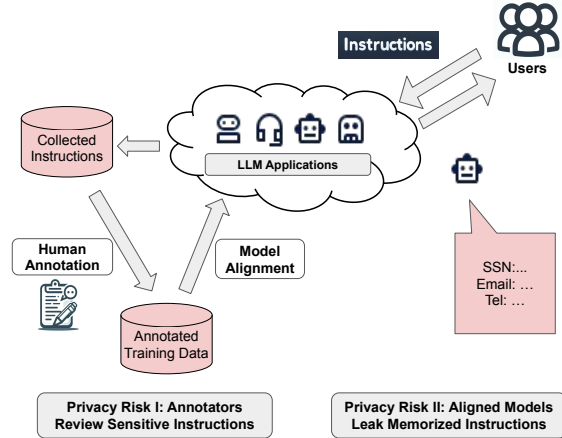 Instructions
Users
Collected
Instructions
LLM Applications
Human
Annotation
Model
Alignment
SSN:...
Email: …
Tel: …
Annotated
Training Data
Privacy Risk I: Annotators
Review Sensitive Instructions
Privacy Risk II: Aligned Models
Leak Memorized Instructions